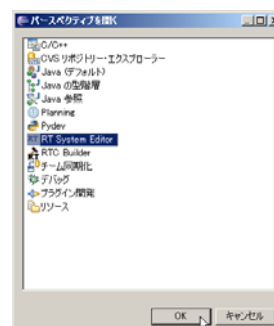 パースペクティブを開く
C/C++
CVS リポジトリー・エクスプローラー
Java (デフォルト)
Java の型階層
Java 参照
Planning
Pydev
RT System Editor
RTC Builder
チーム同期化
デバッグ
プラグイン開発
リソース
OK
キャンセル